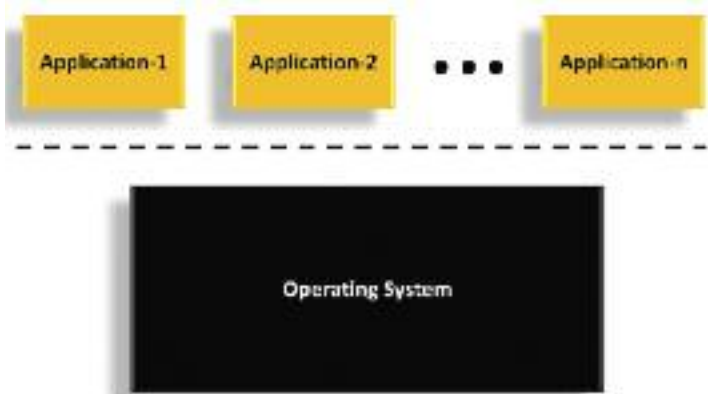 Application-1
Application-2
Application-n
Operating System